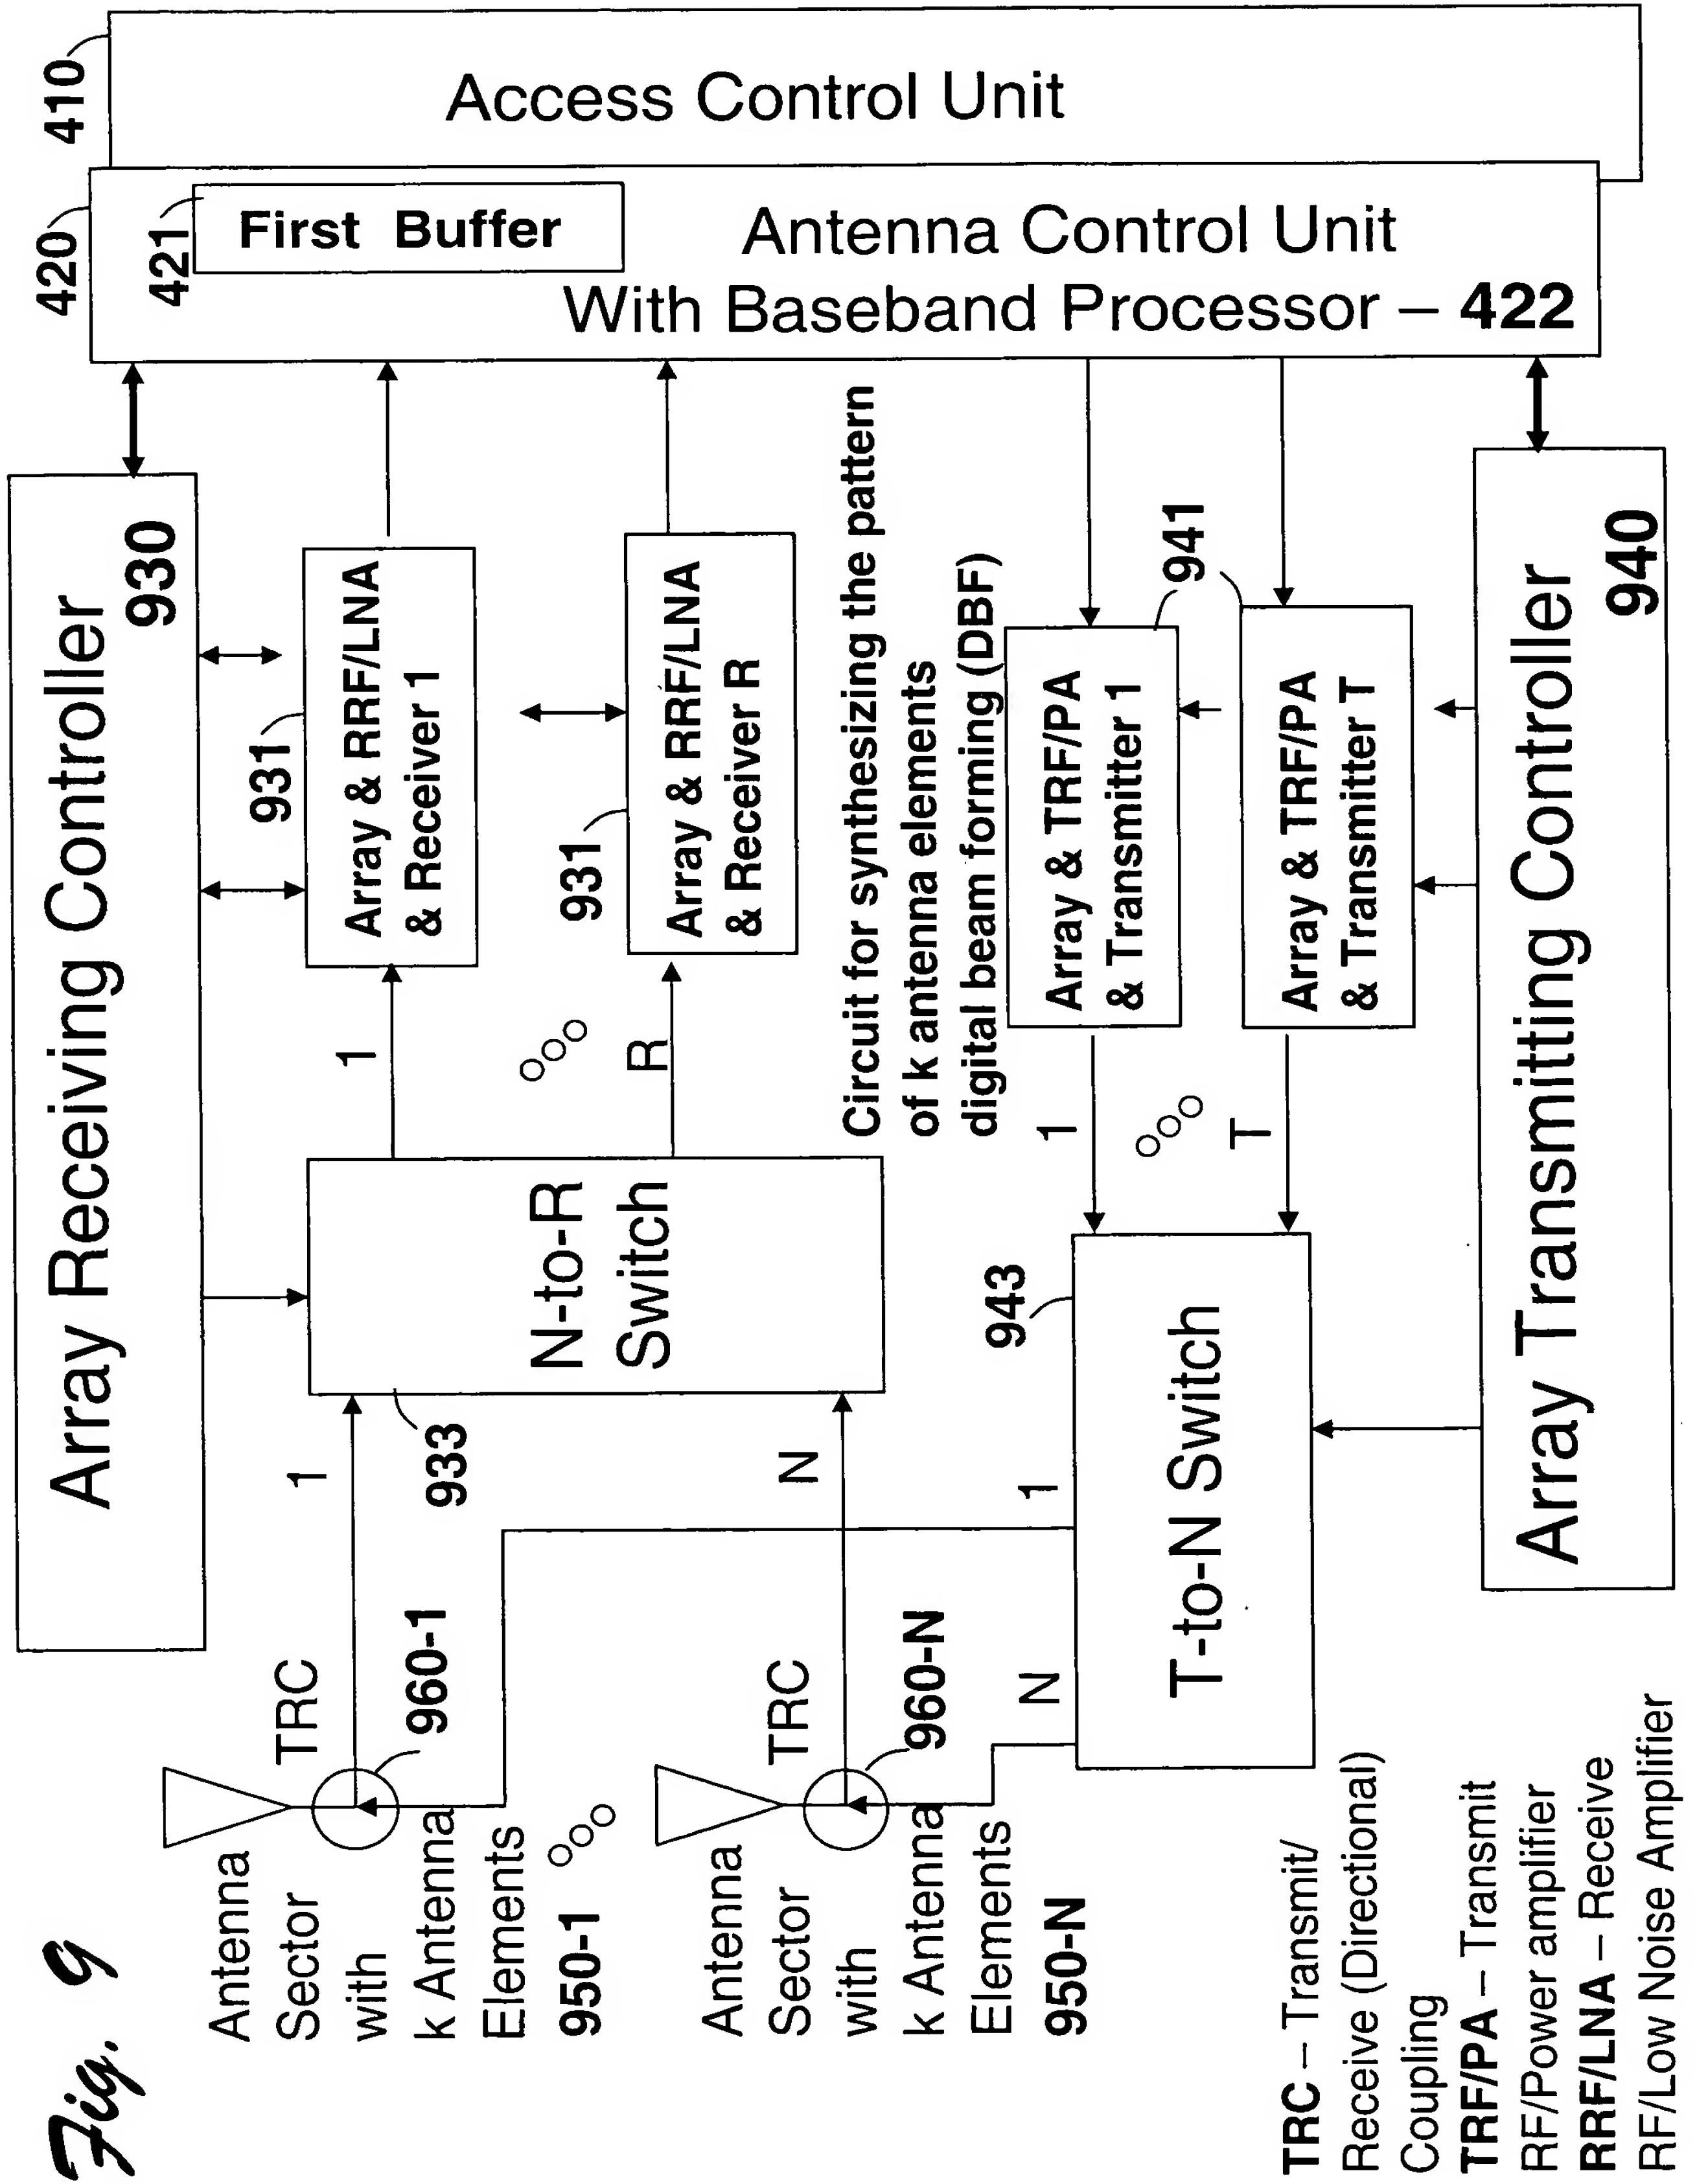 Fig. 9
Access Control Unit
410
420
421
First Buffer
Antenna Control Unit
With Baseband Processor – 422
Array Receiving Controller
930
931
Array & RRF/LNA
& Receiver 1
931
Array & RRF/LNA
& Receiver R
1
R
N-to-R
Switch
933
1
N
TRC
960-1
Antenna
Sector
with
k Antenna
Elements
950-1
TRC
960-N
Antenna
Sector
with
k Antenna
Elements
950-N
Circuit for synthesizing the pattern
of k antenna elements
digital beam forming (DBF)
941
Array & TRF/PA
& Transmitter 1
Array & TRF/PA
& Transmitter T
1
T
943
T-to-N Switch
1
N
Array Transmitting Controller
940
TRC – Transmit/
Receive (Directional)
Coupling
TRF/PA – Transmit
RF/Power amplifier
RRF/LNA – Receive
RF/Low Noise Amplifier